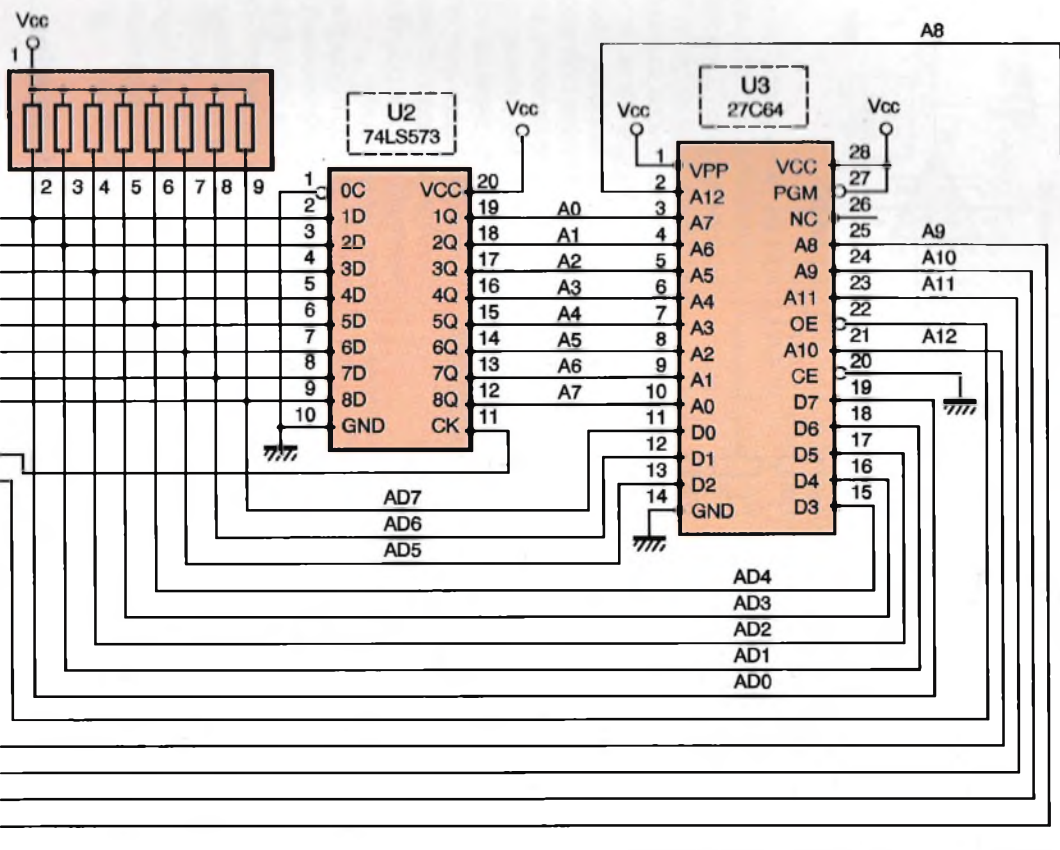 Vcc
1
2 3 4 5 6 7 8 9
U2
74LS573
Vcc
1 0C VCC 20
2 1D 1Q 19 A0
3 2D 2Q 18 A1
4 3D 3Q 17 A2
5 4D 4Q 16 A3
6 5D 5Q 15 A4
7 6D 6Q 14 A5
8 7D 7Q 13 A6
9 8D 8Q 12 A7
10 GND CK 11
A8
U3
27C64
Vcc
Vcc
1 VPP VCC 28
2 A12 PGM 27
3 A7 NC 26
4 A6 A8 25 A9
5 A5 A9 24 A10
6 A4 A11 23 A11
7 A3 OE 22
8 A2 A10 21 A12
9 A1 CE 20
10 A0 D7 19
11 D0 D6 18
12 D1 D5 17
13 D2 D4 16
14 GND D3 15
AD7
AD6
AD5
AD4
AD3
AD2
AD1
AD0